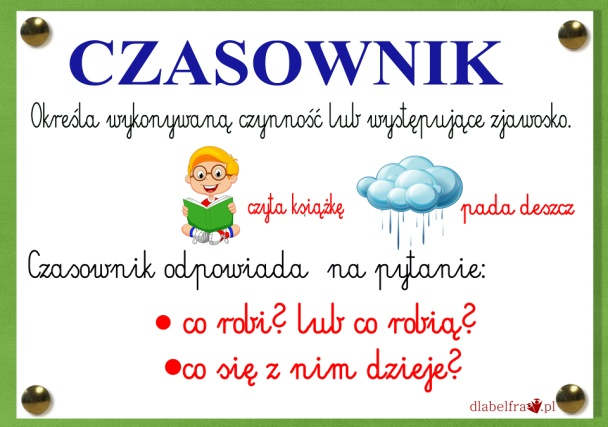 CZASOWNIK
Określa wykonywaną czynność lub występujące zjawosko.
czyta książkę
pada deszcz
Czasownik odpowiada na pytanie:
• co robi? lub co robią?
•co się z nim dzieje?
dlabelfra.pl